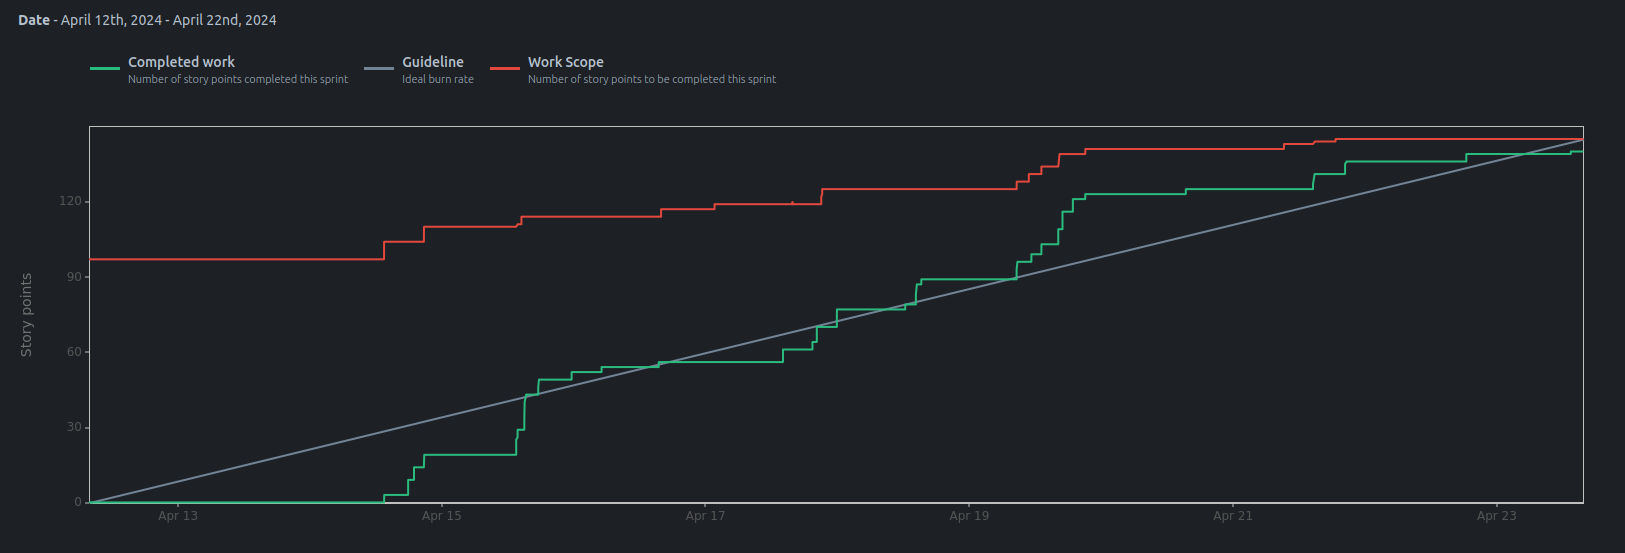 Date - April 12th, 2024 - April 22nd, 2024
Completed work
Number of story points completed this sprint
Guideline
Ideal burn rate
Work Scope
Number of story points to be completed this sprint
Story points
120
90
60
30
0
Apr 13
Apr 15
Apr 17
Apr 19
Apr 21
Apr 23